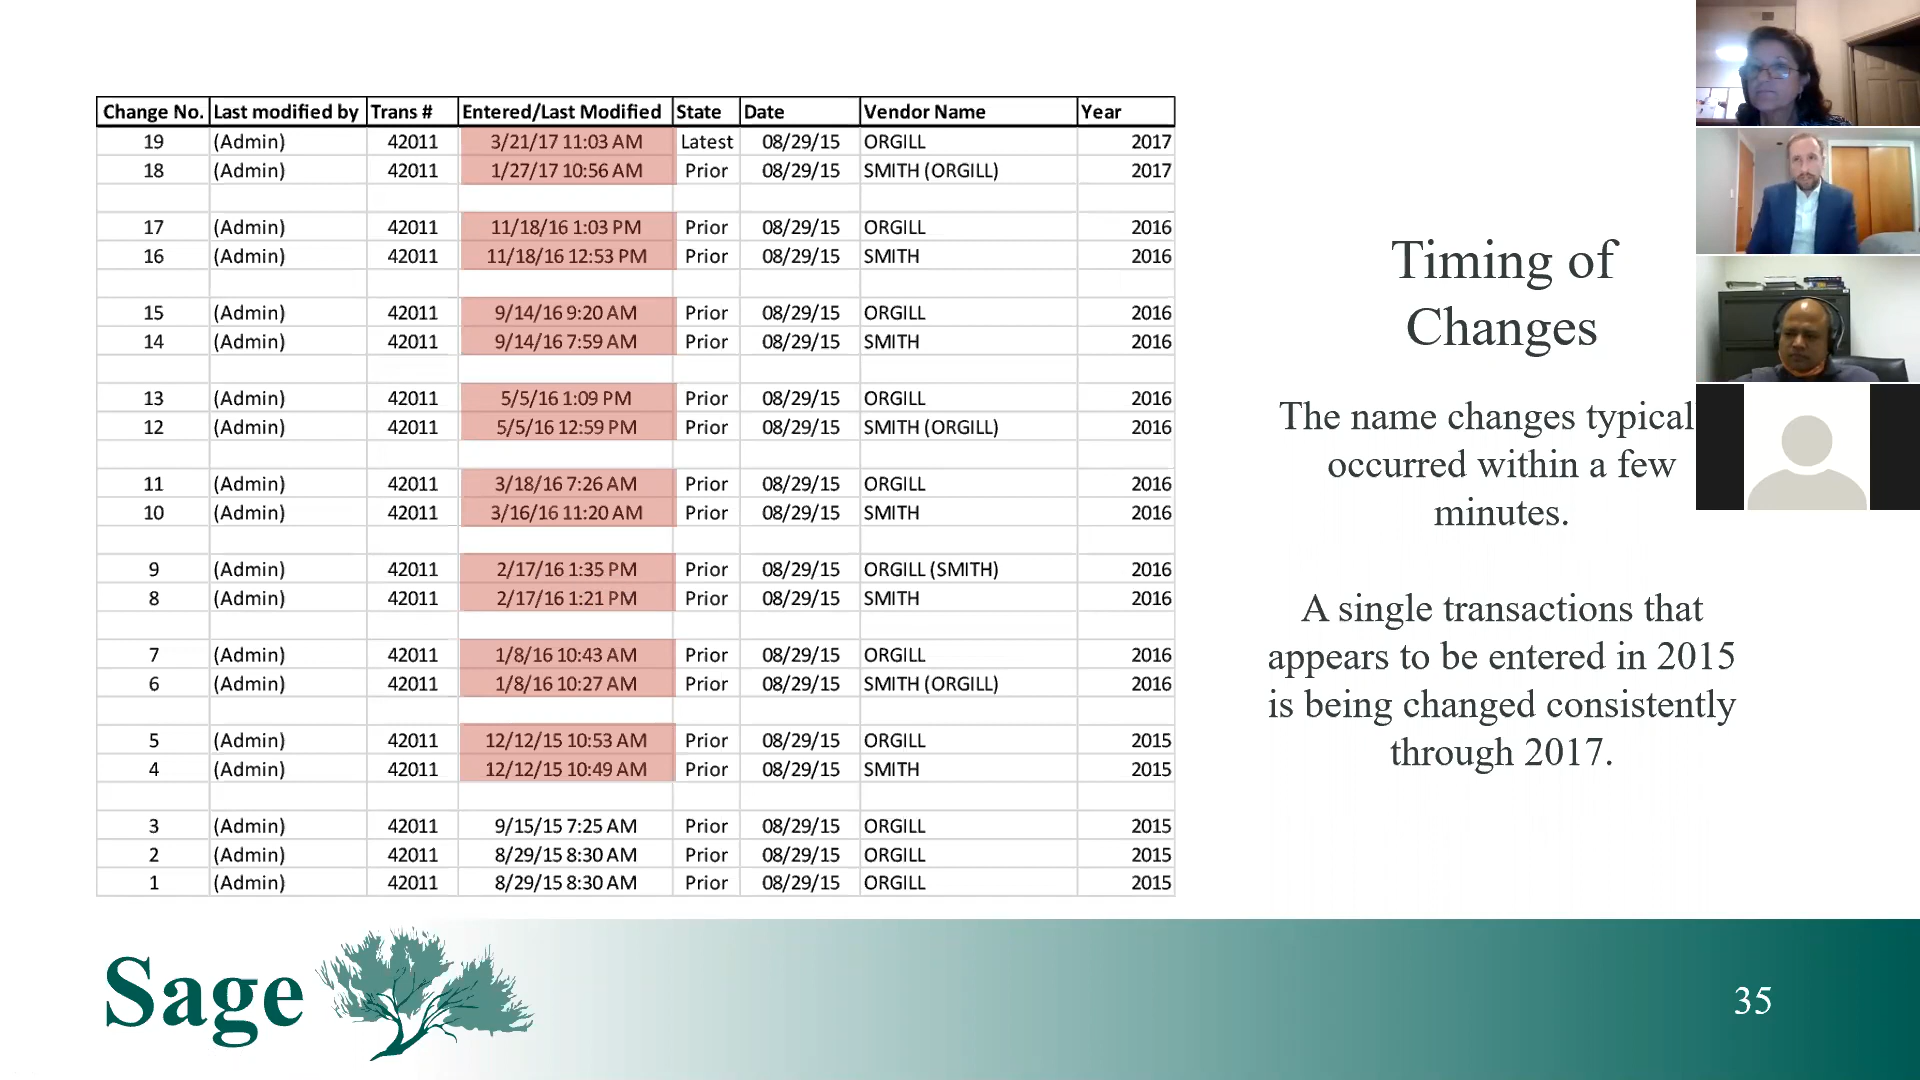 Change No. Last modified by Trans # Entered/Last Modified State Date Vendor Name Year
19 (Admin) 42011 3/21/17 11:03 AM Latest 08/29/15 ORGILL 2017
18 (Admin) 42011 1/27/17 10:56 AM Prior 08/29/15 SMITH (ORGILL) 2017
17 (Admin) 42011 11/18/16 1:03 PM Prior 08/29/15 ORGILL 2016
16 (Admin) 42011 11/18/16 12:53 PM Prior 08/29/15 SMITH 2016
15 (Admin) 42011 9/14/16 9:20 AM Prior 08/29/15 ORGILL 2016
14 (Admin) 42011 9/14/16 7:59 AM Prior 08/29/15 SMITH 2016
13 (Admin) 42011 5/5/16 1:09 PM Prior 08/29/15 ORGILL 2016
12 (Admin) 42011 5/5/16 12:59 PM Prior 08/29/15 SMITH (ORGILL) 2016
11 (Admin) 42011 3/18/16 7:26 AM Prior 08/29/15 ORGILL 2016
10 (Admin) 42011 3/16/16 11:20 AM Prior 08/29/15 SMITH 2016
9 (Admin) 42011 2/17/16 1:35 PM Prior 08/29/15 ORGILL (SMITH) 2016
8 (Admin) 42011 2/17/16 1:21 PM Prior 08/29/15 SMITH 2016
7 (Admin) 42011 1/8/16 10:43 AM Prior 08/29/15 ORGILL 2016
6 (Admin) 42011 1/8/16 10:27 AM Prior 08/29/15 SMITH (ORGILL) 2016
5 (Admin) 42011 12/12/15 10:53 AM Prior 08/29/15 ORGILL 2015
4 (Admin) 42011 12/12/15 10:49 AM Prior 08/29/15 SMITH 2015
3 (Admin) 42011 9/15/15 7:25 AM Prior 08/29/15 ORGILL 2015
2 (Admin) 42011 8/29/15 8:30 AM Prior 08/29/15 ORGILL 2015
1 (Admin) 42011 8/29/15 8:30 AM Prior 08/29/15 ORGILL 2015
Timing of
Changes
The name changes typical
occurred within a few
minutes.
A single transactions that
appears to be entered in 2015
is being changed consistently
through 2017.
Sage
35